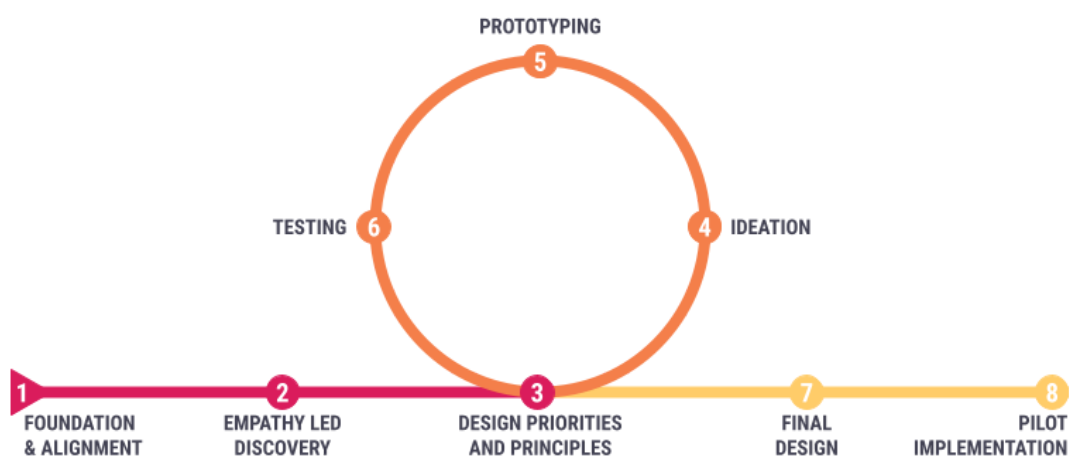 PROTOTYPING
5
TESTING 6
4 IDEATION
1
2
3
7
8
FOUNDATION
& ALIGNMENT
EMPATHY LED
DISCOVERY
DESIGN PRIORITIES
AND PRINCIPLES
FINAL
DESIGN
PILOT
IMPLEMENTATION